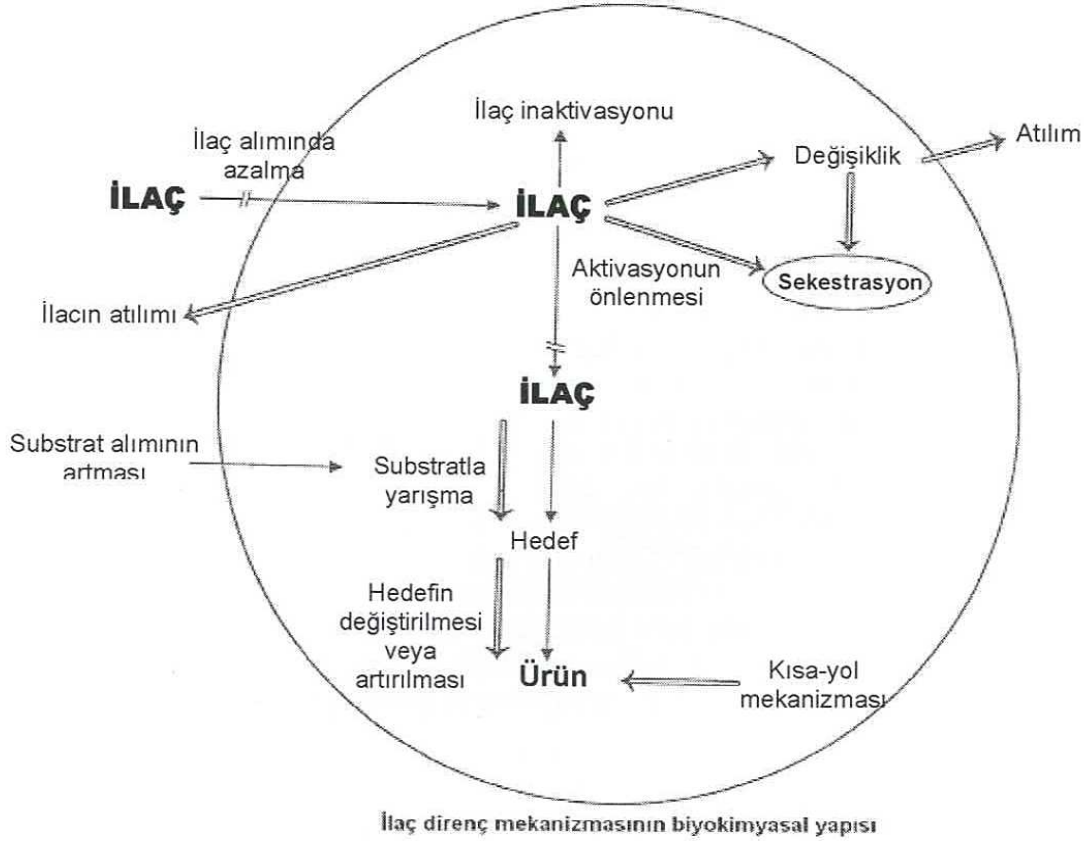 İlaç inaktivasyonu
İlaç alımında
azalma
Değişiklik
Atılım
İLAÇ
İLAÇ
Aktivasyonun
önlenmesi
Sekestrasyon
İlacın atılımı
İLAÇ
Substrat alımının
artması
Substratla
yarışma
Hedef
Hedefin
değiştirilmesi
veya
artırılması
Ürün
Kısa-yol
mekanizması
İlaç direnç mekanizmasının biyokimyasal yapısı